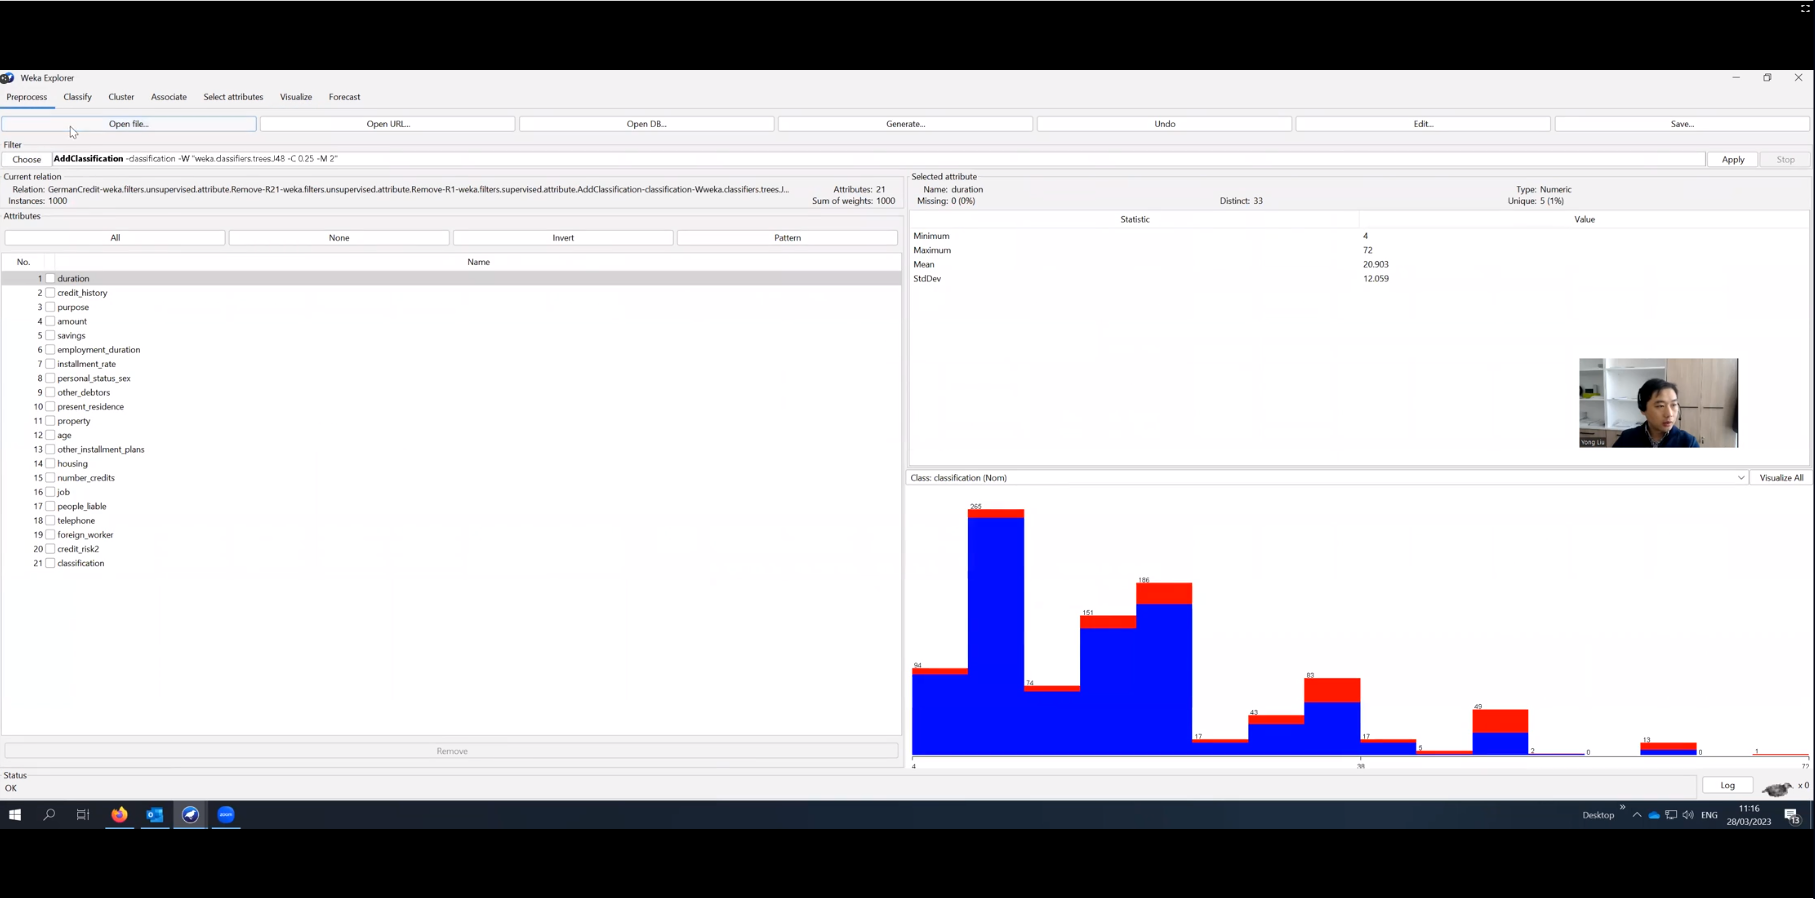 Weka Explorer
Preprocess Classify Cluster Associate Select attributes Visualize Forecast
Open file... Open URL... Open DB... Generate... Undo Edit... Save...
Filter
Choose AddClassification -classification -W "weka.classifiers.trees.J48 -C 0.25 -M 2" Apply Stop
Current relation
Relation: GermanCredit-weka.filters.unsupervised.attribute.Remove-R21-weka.filters.unsupervised.attribute.Remove-R1-weka.filters.supervised.attribute.AddClassification-classification-Wweka.classifiers.trees.J... Attributes: 21
Instances: 1000 Sum of weights: 1000
Selected attribute
Name: duration Type: Numeric
Missing: 0 (0%) Distinct: 33 Unique: 5 (1%)
Attributes
All None Invert Pattern
No. Name
1 duration
2 credit_history
3 purpose
4 amount
5 savings
6 employment_duration
7 installment_rate
8 personal_status_sex
9 other_debtors
10 present_residence
11 property
12 age
13 other_installment_plans
14 housing
15 number_credits
16 job
17 people_liable
18 telephone
19 foreign_worker
20 credit_risk2
21 classification
Remove
Statistic Value
Minimum 4
Maximum 72
Mean 20.903
StdDev 12.059
Yong Liu
Class: classification (Nom) Visualize All
265
186
151
94
83
74
49
43
17
17
13
5
2
0
0
1
4 38 72
Status
OK
Log x 0
Desktop ENG 11:16
28/03/2023
13